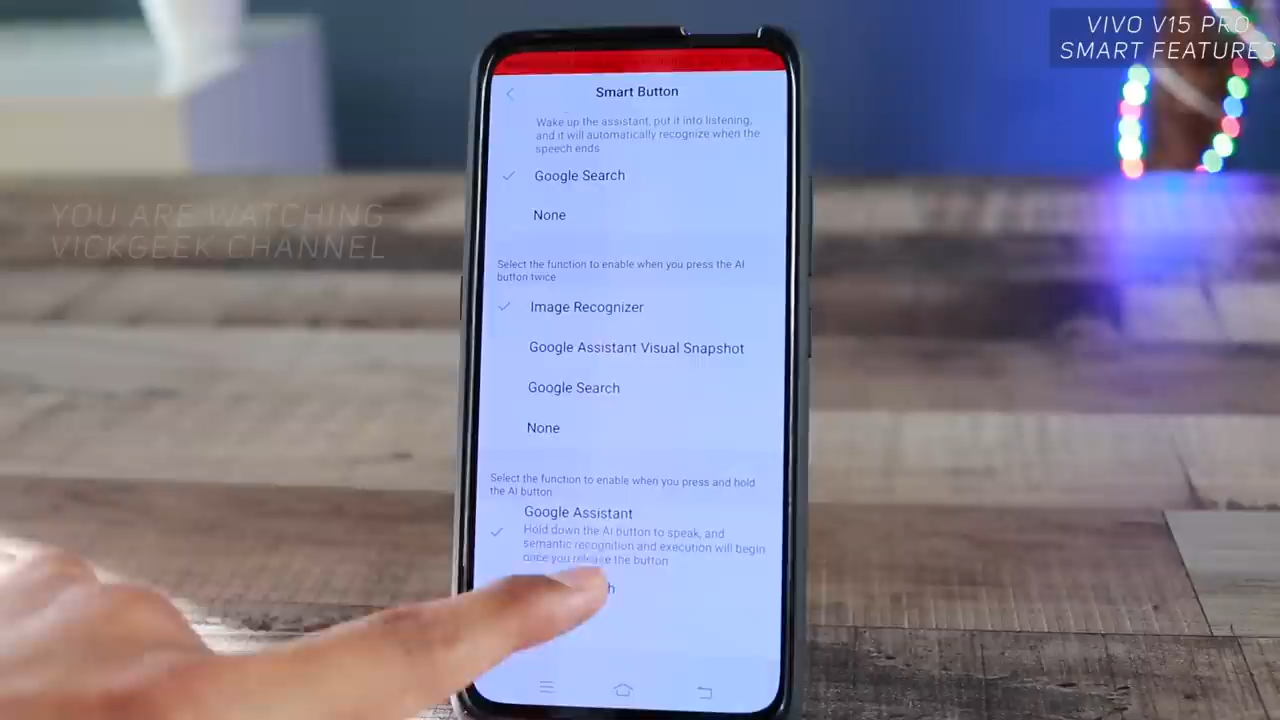 VIVO V15 PRO
SMART FEATURES
YOU ARE WATCHING
VICKGEEK CHANNEL
Smart Button
Wake up the assistant, put it into listening,
and it will automatically recognize when the
speech ends
Google Search
None
Select the function to enable when you press the AI
button twice
Image Recognizer
Google Assistant Visual Snapshot
Google Search
None
Select the function to enable when you press and hold
the AI button
Google Assistant
Hold down the AI button to speak, and
semantic recognition and execution will begin
once you release the button